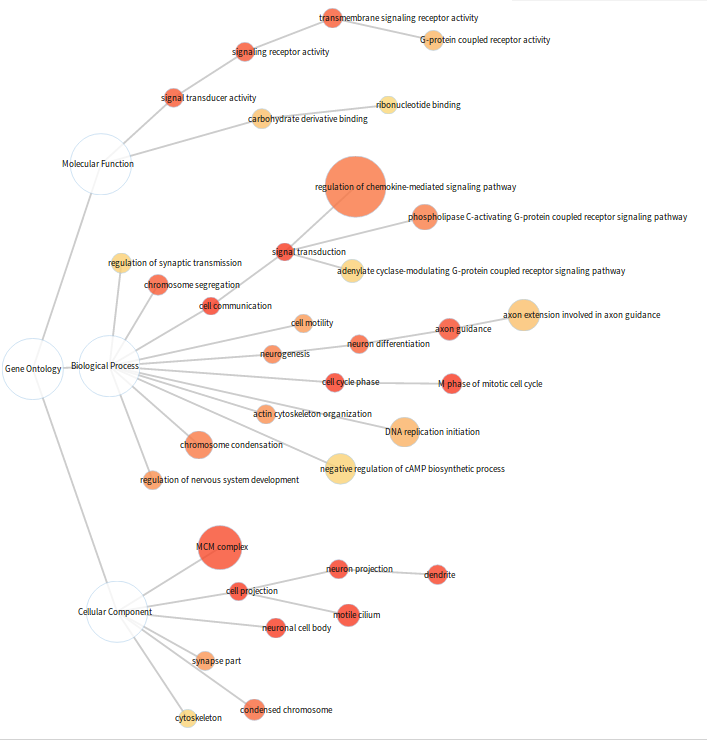 transmembrane signaling receptor activity
G-protein coupled receptor activity
signaling receptor activity
signal transducer activity
ribonucleotide binding
carbohydrate derivative binding
Molecular Function
regulation of chemokine-mediated signaling pathway
phospholipase C-activating G-protein coupled receptor signaling pathway
signal transduction
regulation of synaptic transmission
adenylate cyclase-modulating G-protein coupled receptor signaling pathway
chromosome segregation
cell communication
axon extension involved in axon guidance
cell motility
axon guidance
neuron differentiation
neurogenesis
Gene Ontology
Biological Process
cell cycle phase
M phase of mitotic cell cycle
actin cytoskeleton organization
DNA replication initiation
chromosome condensation
negative regulation of cAMP biosynthetic process
regulation of nervous system development
MCM complex
neuron projection
dendrite
cell projection
Cellular Component
motile cilium
neuronal cell body
synapse part
condensed chromosome
cytoskeleton